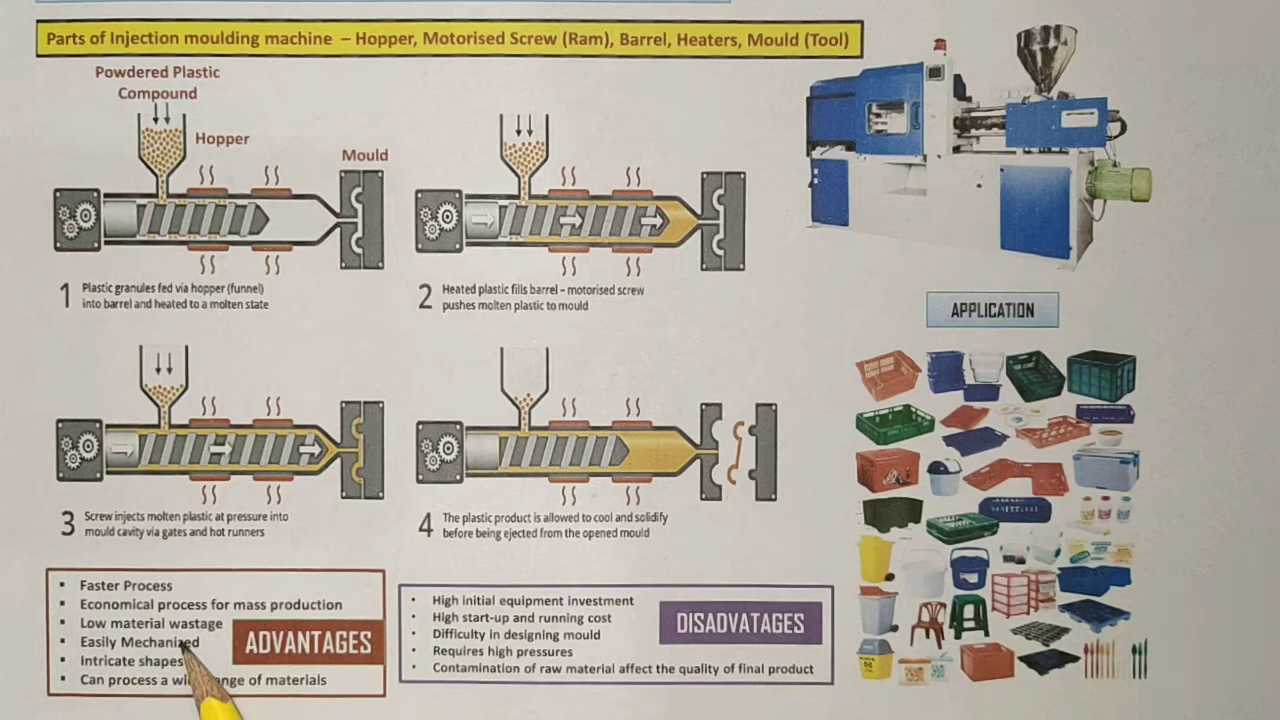 Parts of Injection moulding machine – Hopper, Motorised Screw (Ram), Barrel, Heaters, Mould (Tool)
Powdered Plastic
Compound
Hopper
Mould
1 Plastic granules fed via hopper (funnel)
into barrel and heated to a molten state
2 Heated plastic fills barrel – motorised screw
pushes molten plastic to mould
3 Screw injects molten plastic at pressure into
mould cavity via gates and hot runners
4 The plastic product is allowed to cool and solidify
before being ejected from the opened mould
APPLICATION
▪ Faster Process
▪ Economical process for mass production
▪ Low material wastage
▪ Easily Mechanized
▪ Intricate shapes
▪ Can process a range of materials
ADVANTAGES
• High initial equipment investment
• High start-up and running cost
• Difficulty in designing mould
• Requires high pressures
• Contamination of raw material affect the quality of final product
DISADVATAGES